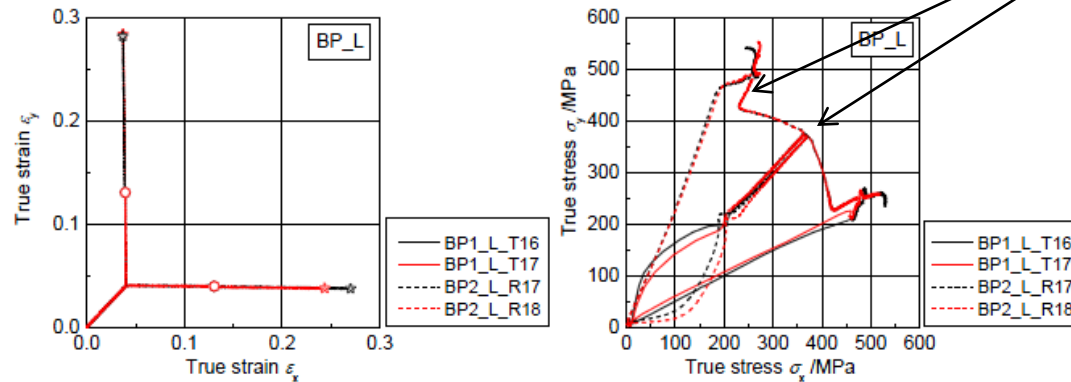 0.3
0.2
0.1
0.0
True strain εy
BP_L
0.0 0.1 0.2 0.3
True strain εx
BP1_L_T16
BP1_L_T17
BP2_L_R17
BP2_L_R18
600
500
400
300
200
100
0
True stress σy /MPa
BP_L
0 100 200 300 400 500 600
True stress σx /MPa
BP1_L_T16
BP1_L_T17
BP2_L_R17
BP2_L_R18